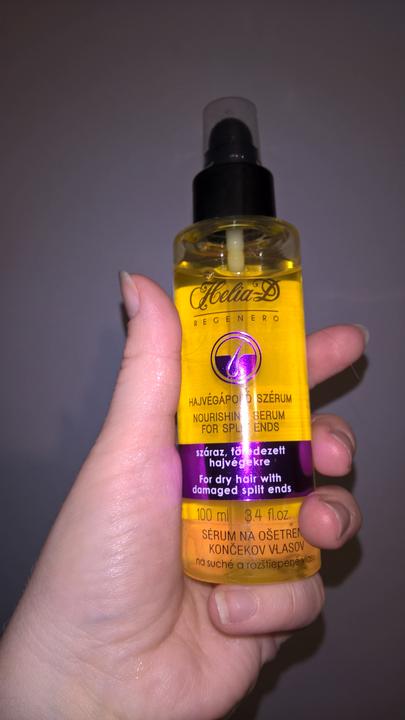 Helia-D
REGENERO
HAJVÉGÁPOLÓ SZÉRUM
NOURISHING SERUM
FOR SPLIT ENDS
száraz, töredezett
hajvégekre
For dry hair with
damaged split ends
100 ml 3.4 fl.oz.
SÉRUM NA OŠETREN
KONČEKOV VLASOV
na suché a rozštiepené